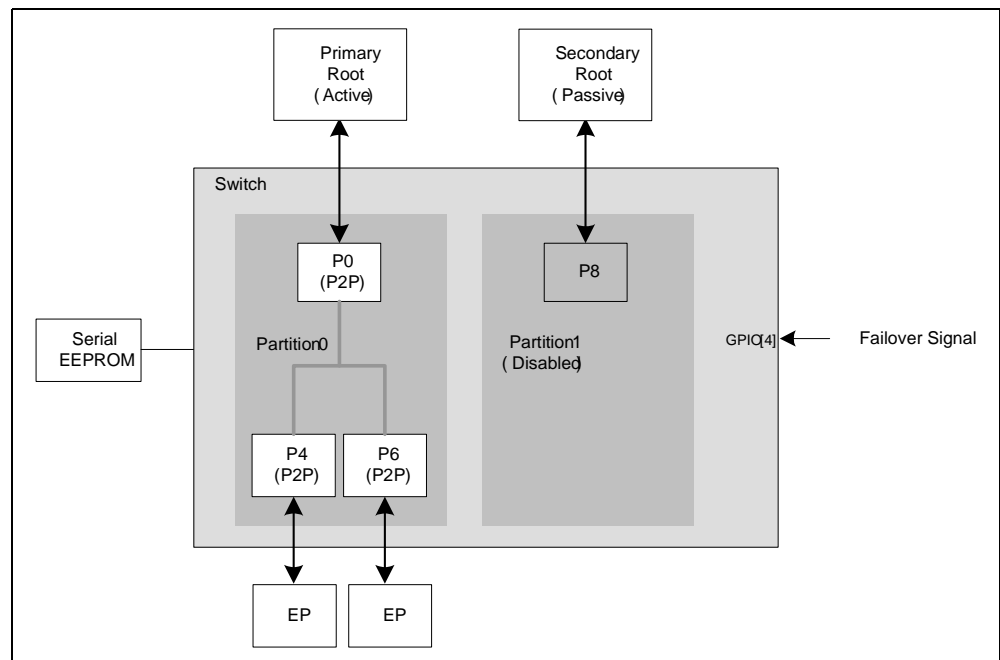 Primary
Root
( Active)
Secondary
Root
( Passive)
Switch
P0
(P2P)
P8
Serial
EEPROM
Partition0
Partition1
( Disabled)
GPIO[4]
Failover Signal
P4
(P2P)
P6
(P2P)
EP
EP